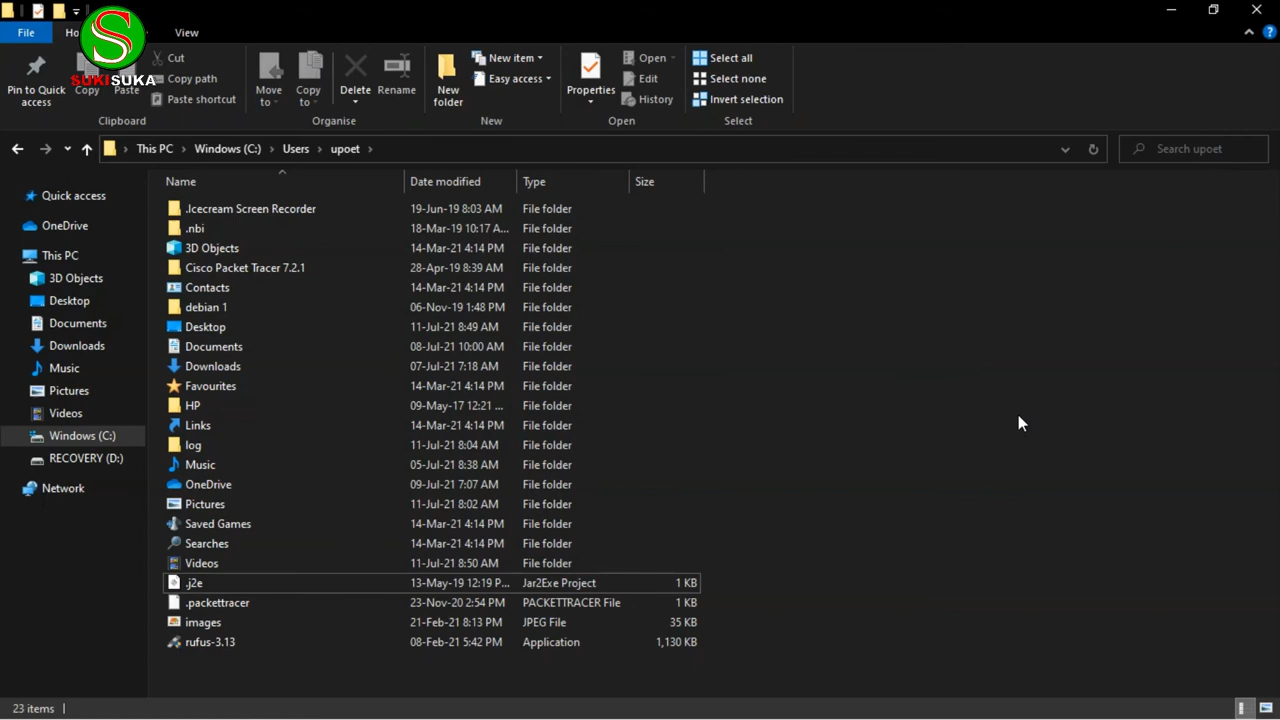 File
Ho
View
Pin to Quick access
Copy
Paste
Cut
Copy path
Paste shortcut
Clipboard
Move to
Copy to
Delete
Rename
Organise
New folder
New item
Easy access
New
Properties
Open
Edit
History
Open
Select all
Select none
Invert selection
Select
S
SUKISUKA
This PC > Windows (C:) > Users > upoet >
Search upoet
Name Date modified Type Size
Quick access
OneDrive
This PC
3D Objects
Desktop
Documents
Downloads
Music
Pictures
Videos
Windows (C:)
RECOVERY (D:)
Network
.Icecream Screen Recorder 19-Jun-19 8:03 AM File folder
.nbi 18-Mar-19 10:17 A... File folder
3D Objects 14-Mar-21 4:14 PM File folder
Cisco Packet Tracer 7.2.1 28-Apr-19 8:39 AM File folder
Contacts 14-Mar-21 4:14 PM File folder
debian 1 06-Nov-19 1:48 PM File folder
Desktop 11-Jul-21 8:49 AM File folder
Documents 08-Jul-21 10:00 AM File folder
Downloads 07-Jul-21 7:18 AM File folder
Favourites 14-Mar-21 4:14 PM File folder
HP 09-May-17 12:21 ... File folder
Links 14-Mar-21 4:14 PM File folder
log 11-Jul-21 8:04 AM File folder
Music 05-Jul-21 8:38 AM File folder
OneDrive 09-Jul-21 7:07 AM File folder
Pictures 11-Jul-21 8:02 AM File folder
Saved Games 14-Mar-21 4:14 PM File folder
Searches 14-Mar-21 4:14 PM File folder
Videos 11-Jul-21 8:50 AM File folder
.j2e 13-May-19 12:19 P... Jar2Exe Project 1 KB
.packettracer 23-Nov-20 2:54 PM PACKETTRACER File 1 KB
images 21-Feb-21 8:13 PM JPEG File 35 KB
rufus-3.13 08-Feb-21 5:42 PM Application 1,130 KB
23 items